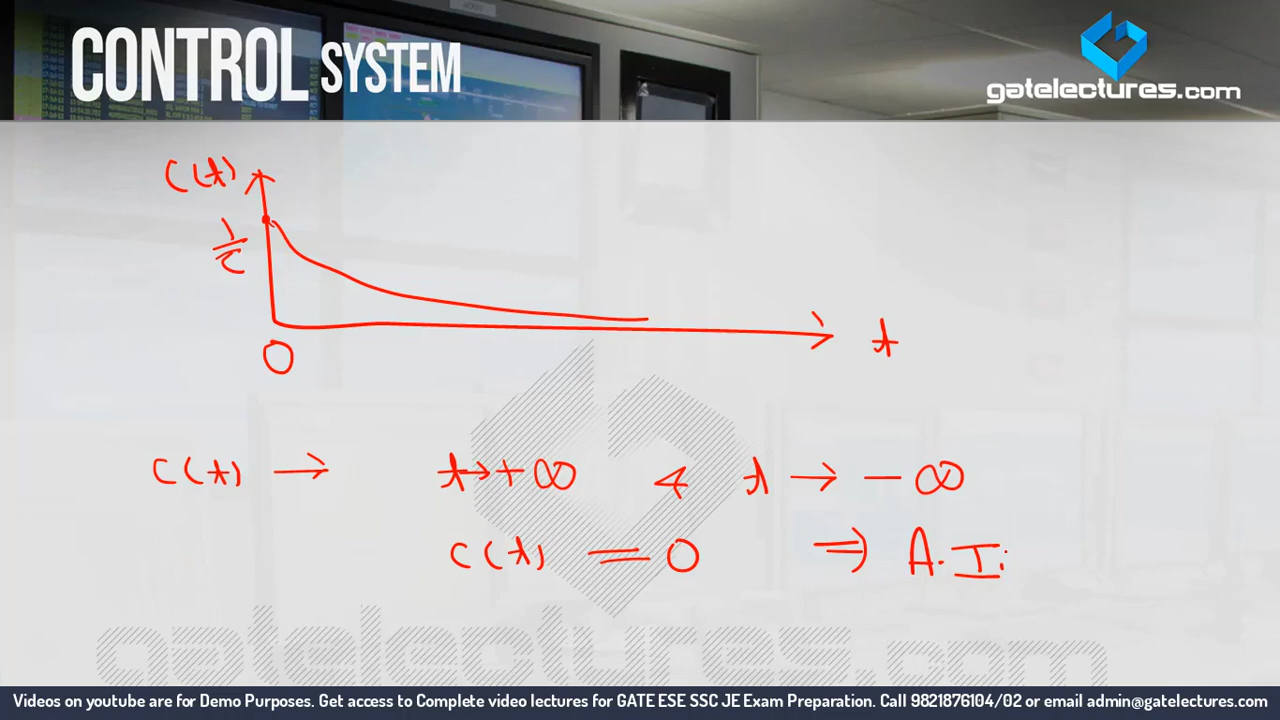 CONTROL SYSTEM
gatelectures.com
C(t)
1/τ
0
t
C(t) → t→+∞ & t → −∞
C(t) = 0 ⇒ A.I.
gatelectures.com
Videos on youtube are for Demo Purposes. Get access to Complete video lectures for GATE ESE SSC JE Exam Preparation. Call 9821876104/02 or email admin@gatelectures.com